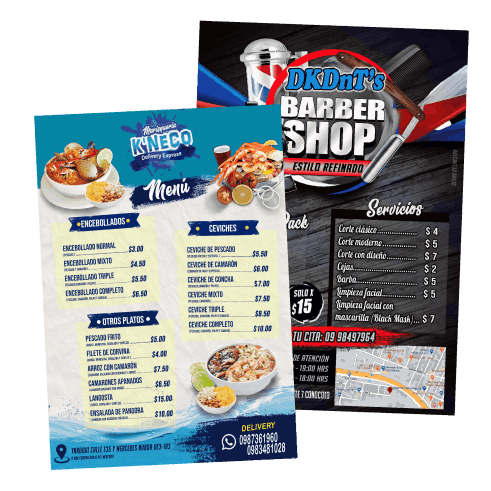 Marisquería
K'ÑECO
Delivery Express
Menú
ENCEBOLLADOS
ENCEBOLLADO NORMAL $3.00
ENCEBOLLADO MIXTO $4.50
ENCEBOLLADO TRIPLE $5.50
ENCEBOLLADO COMPLETO $6.50
OTROS PLATOS
PESCADO FRITO $5.00
FILETE DE CORVINA $4.00
ARROZ CON CAMARÓN $7.50
CAMARONES APANADOS $6.50
LANGOSTA $15.00
ENSALADA DE PANGORA $10.00
CEVICHES
CEVICHE DE PESCADO $5.50
CEVICHE DE CAMARÓN $6.00
CEVICHE DE CONCHA $7.00
CEVICHE MIXTO $7.50
CEVICHE TRIPLE $8.50
CEVICHE COMPLETO $10.00
DELIVERY
0987361960
0983481028
DKDnT's
BARBER
SHOP
ESTILO REFINADO
Pack
SOLO X
$15
Servicios
Corte clásico $ 4
Corte moderno $ 5
Corte con diseño $ 7
Cejas $ 2
Barba $ 5
Limpieza facial $ 5
Limpieza facial con
mascarilla (Black Mask) $ 7
TU CITA: 09 98497964
DE ATENCIÓN
- 19:00 HRS
- 18:00 HRS